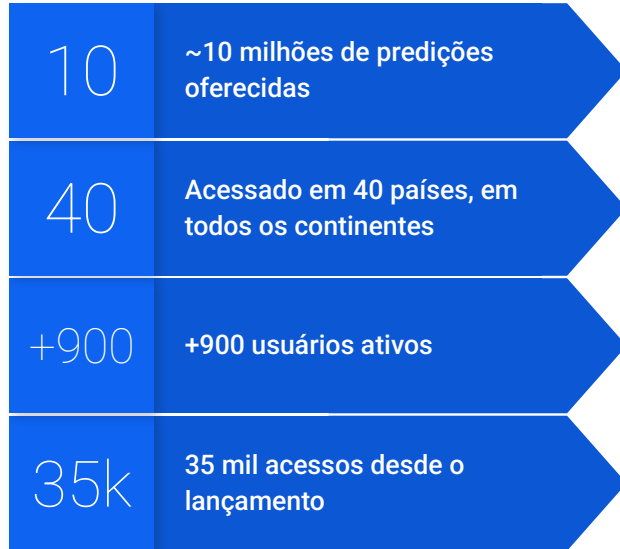 10
~10 milhões de predições
oferecidas
40
Acessado em 40 países, em
todos os continentes
+900
+900 usuários ativos
35k
35 mil acessos desde o
lançamento